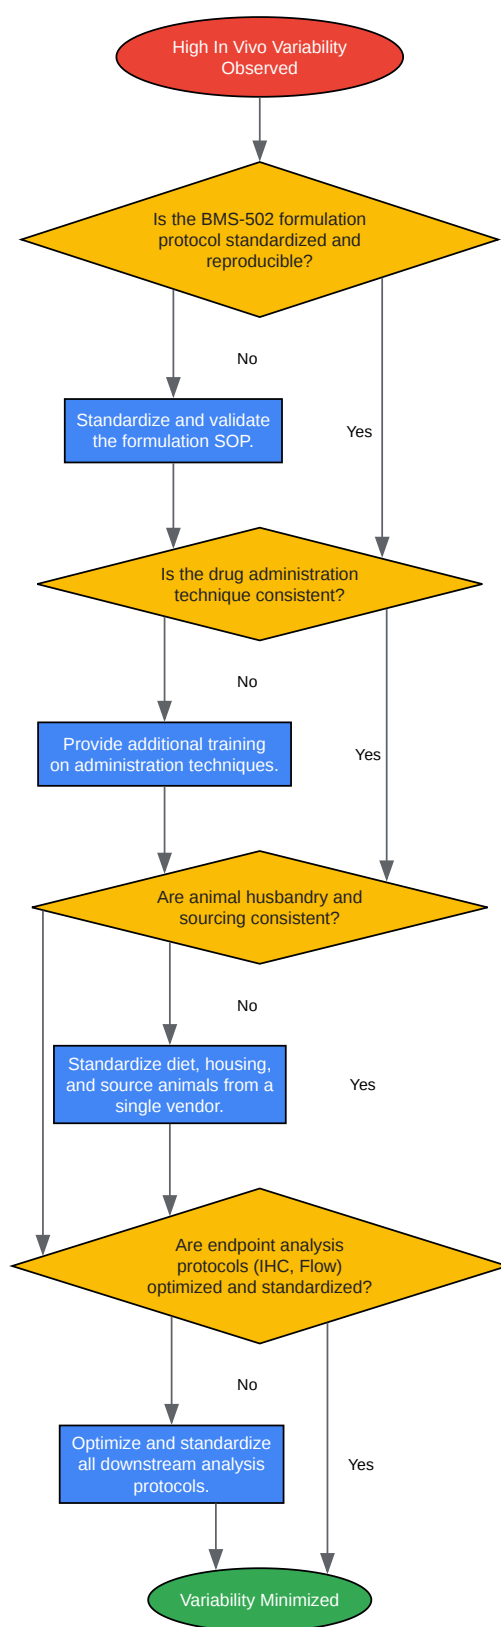 High In Vivo Variability
Observed
Is the BMS-502 formulation
protocol standardized and
reproducible?
No
Standardize and validate
the formulation SOP.
Yes
Is the drug administration
technique consistent?
No
Provide additional training
on administration techniques.
Yes
Are animal husbandry and
sourcing consistent?
No
Standardize diet, housing,
and source animals from a
single vendor.
Yes
Are endpoint analysis
protocols (IHC, Flow)
optimized and standardized?
No
Optimize and standardize
all downstream analysis
protocols.
Yes
Variability Minimized